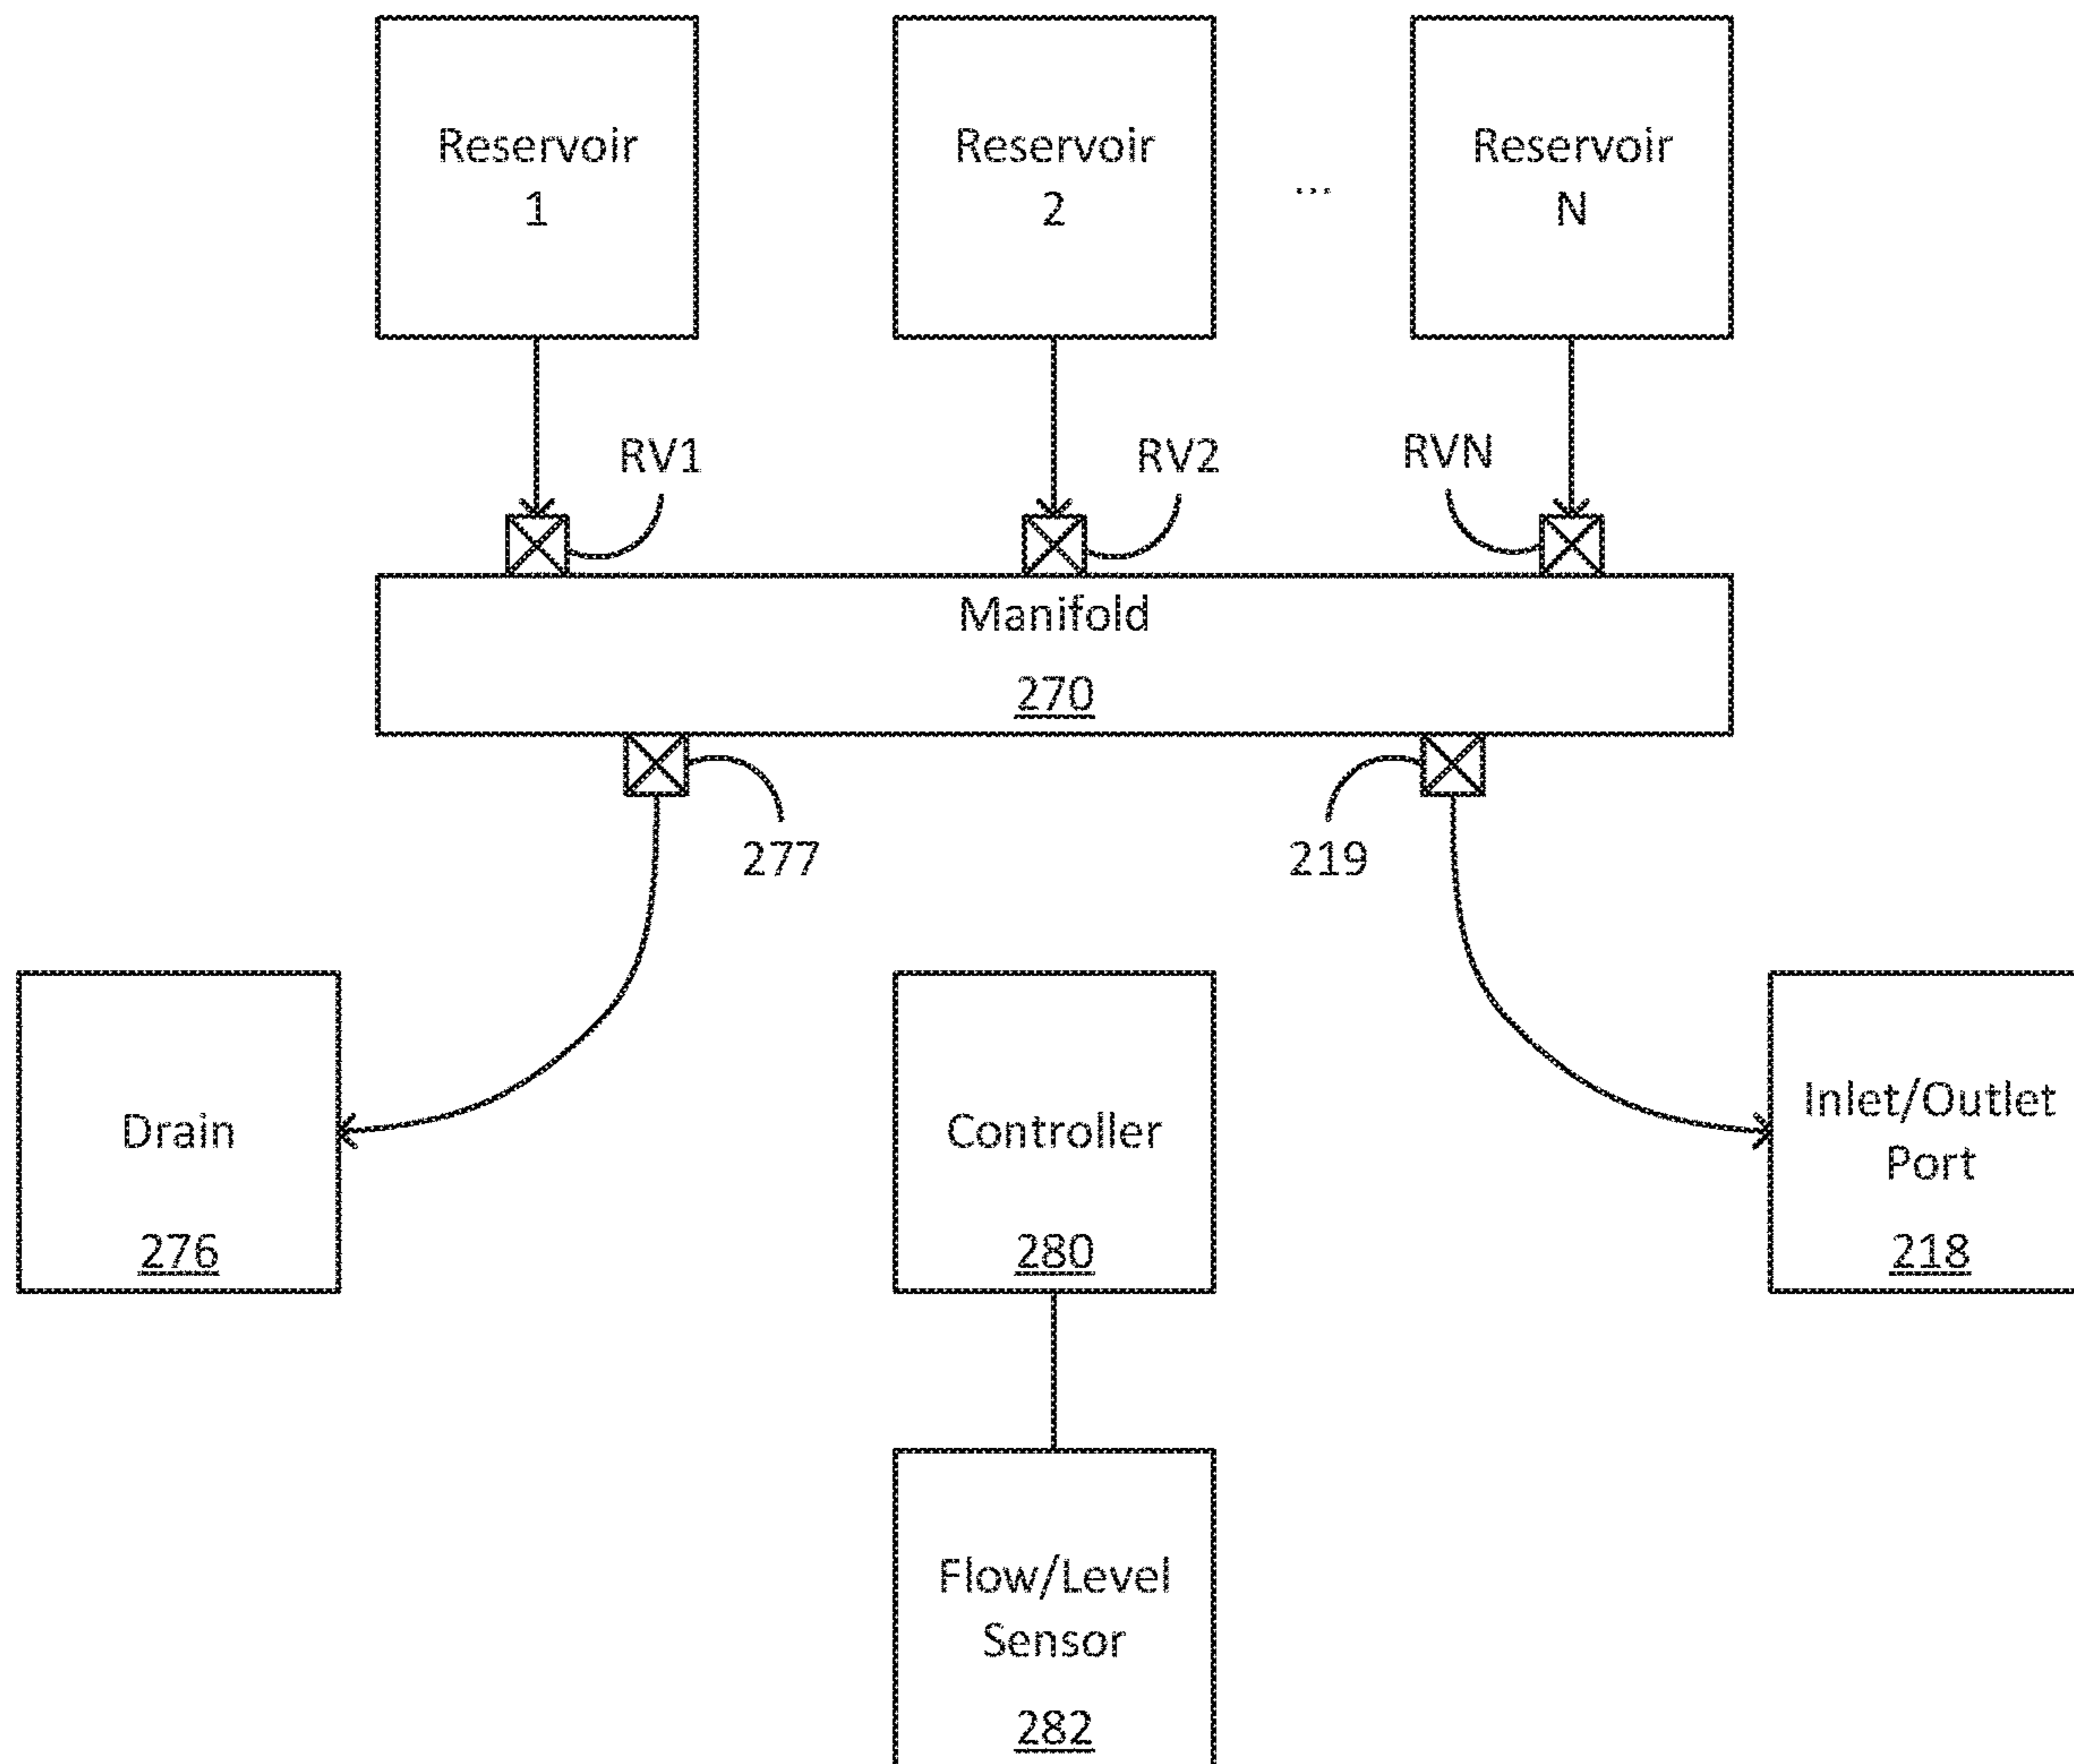 Reservoir
1
Reservoir
2
...
Reservoir
N
RV1
RV2
RVN
Manifold
270
277
219
Drain
276
Controller
280
Inlet/Outlet
Port
218
Flow/Level
Sensor
282